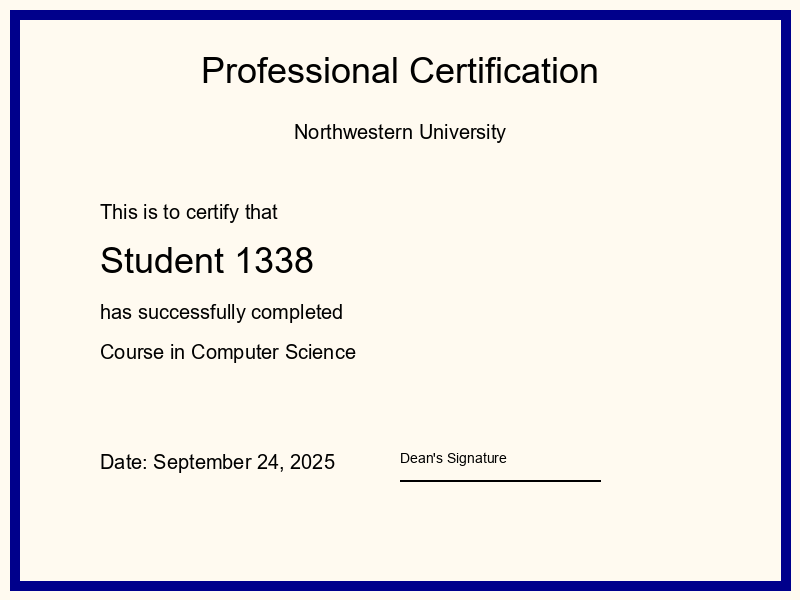 Professional Certification
Northwestern University
This is to certify that
Student 1338
has successfully completed
Course in Computer Science
Date: September 24, 2025
Dean's Signature